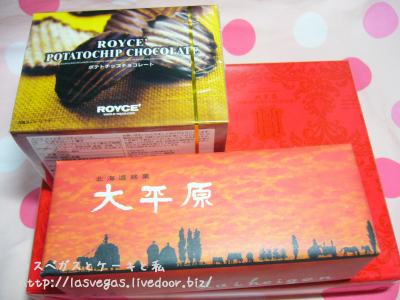 ROYCE'
POTATOCHIP CHOCOLATE
ポテトチップチョコレート
ROYCE'
北海道銘菓
大平原
スペガスとケーキと私
http://lasvegas.livedoor.biz/